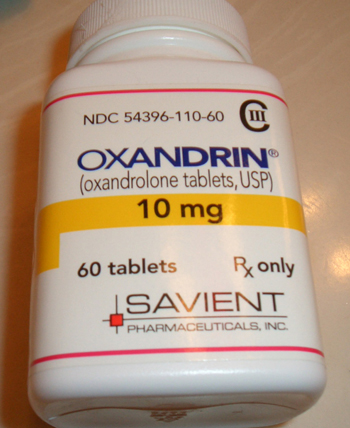 NDC 54396-110-60
CIII
OXANDRIN®
(oxandrolone tablets, USP)
10 mg
60 tablets
Rx only
SAVIENT
PHARMACEUTICALS, INC.